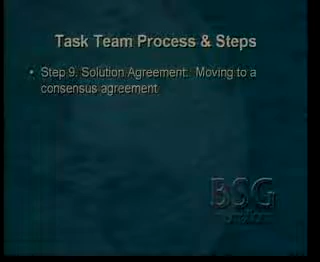 Task Team Process & Steps
• Step 9. Solution Agreement: Moving to a
consensus agreement
BSG